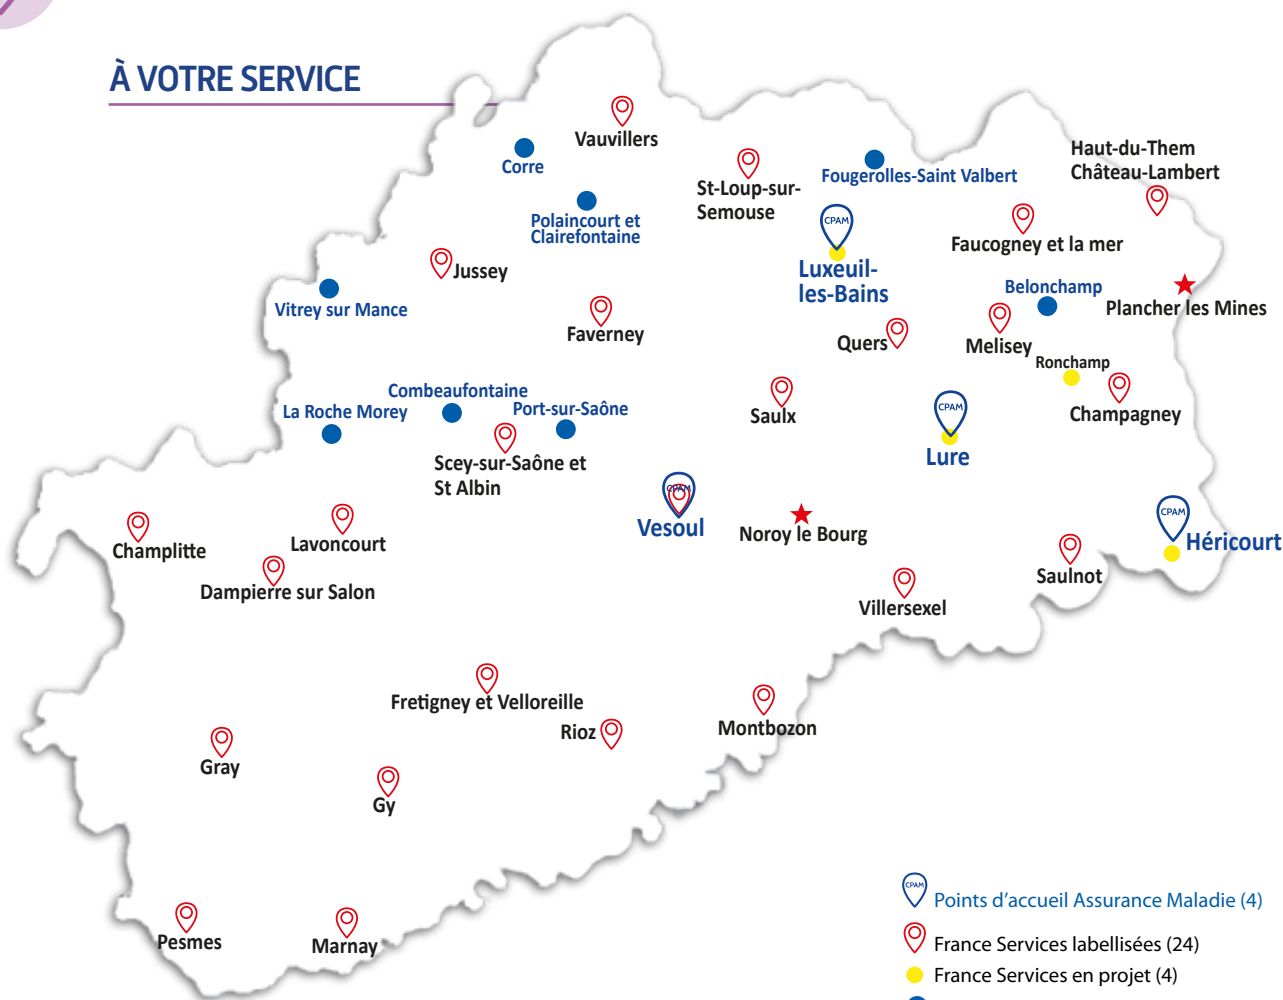 À VOTRE SERVICE
Vauvillers
Corre
Haut-du-Them
Château-Lambert
Fougerolles-Saint Valbert
St-Loup-sur-
Semouse
Polaincourt et
Clairefontaine
CPAM
Faucogney et la mer
Jussey
Luxeuil-
les-Bains
Belonchamp
Vitrey sur Mance
Plancher les Mines
Faverney
Quers
Melisey
Ronchamp
Combeaufontaine
La Roche Morey
Port-sur-Saône
CPAM
Saulx
Champagney
Lure
Scey-sur-Saône et
St Albin
CPAM
Vesoul
Noroy le Bourg
CPAM
Héricourt
Champlitte
Lavoncourt
Dampierre sur Salon
Saulnot
Villersexel
Fretigney et Velloreille
Rioz
Montbozon
Gray
Gy
Pesmes
Marnay
CPAM
Points d’accueil Assurance Maladie (4)
France Services labellisées (24)
France Services en projet (4)